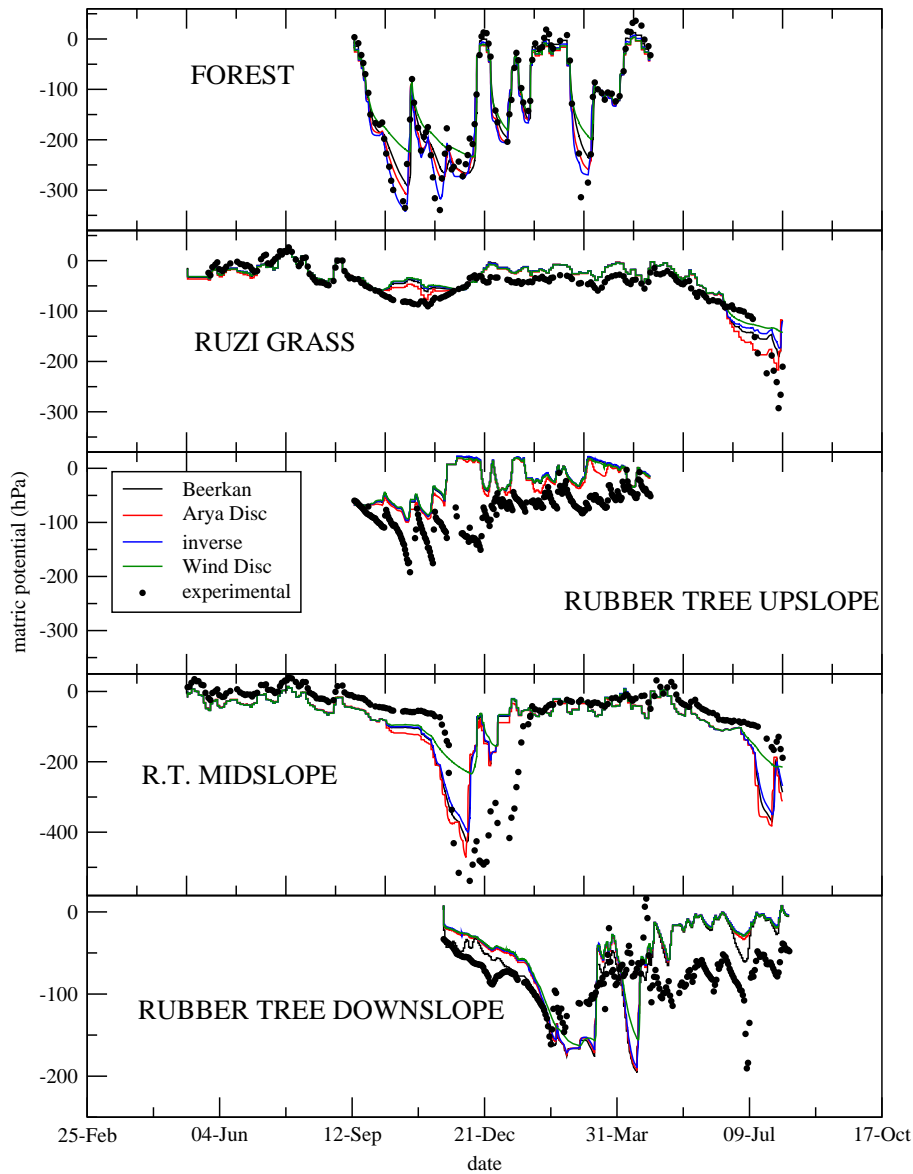 0
-100
FOREST
-200
-300
0
-100
RUZI GRASS
-200
-300
matric potential (hPa)
0
Beerkan
-100
Arya Disc
inverse
-200
Wind Disc
experimental
RUBBER TREE UPSLOPE
-300
0
R.T. MIDSLOPE
-200
-400
0
-100
RUBBER TREE DOWNSLOPE
-200
25-Feb 04-Jun 12-Sep 21-Dec 31-Mar 09-Jul 17-Oct
date